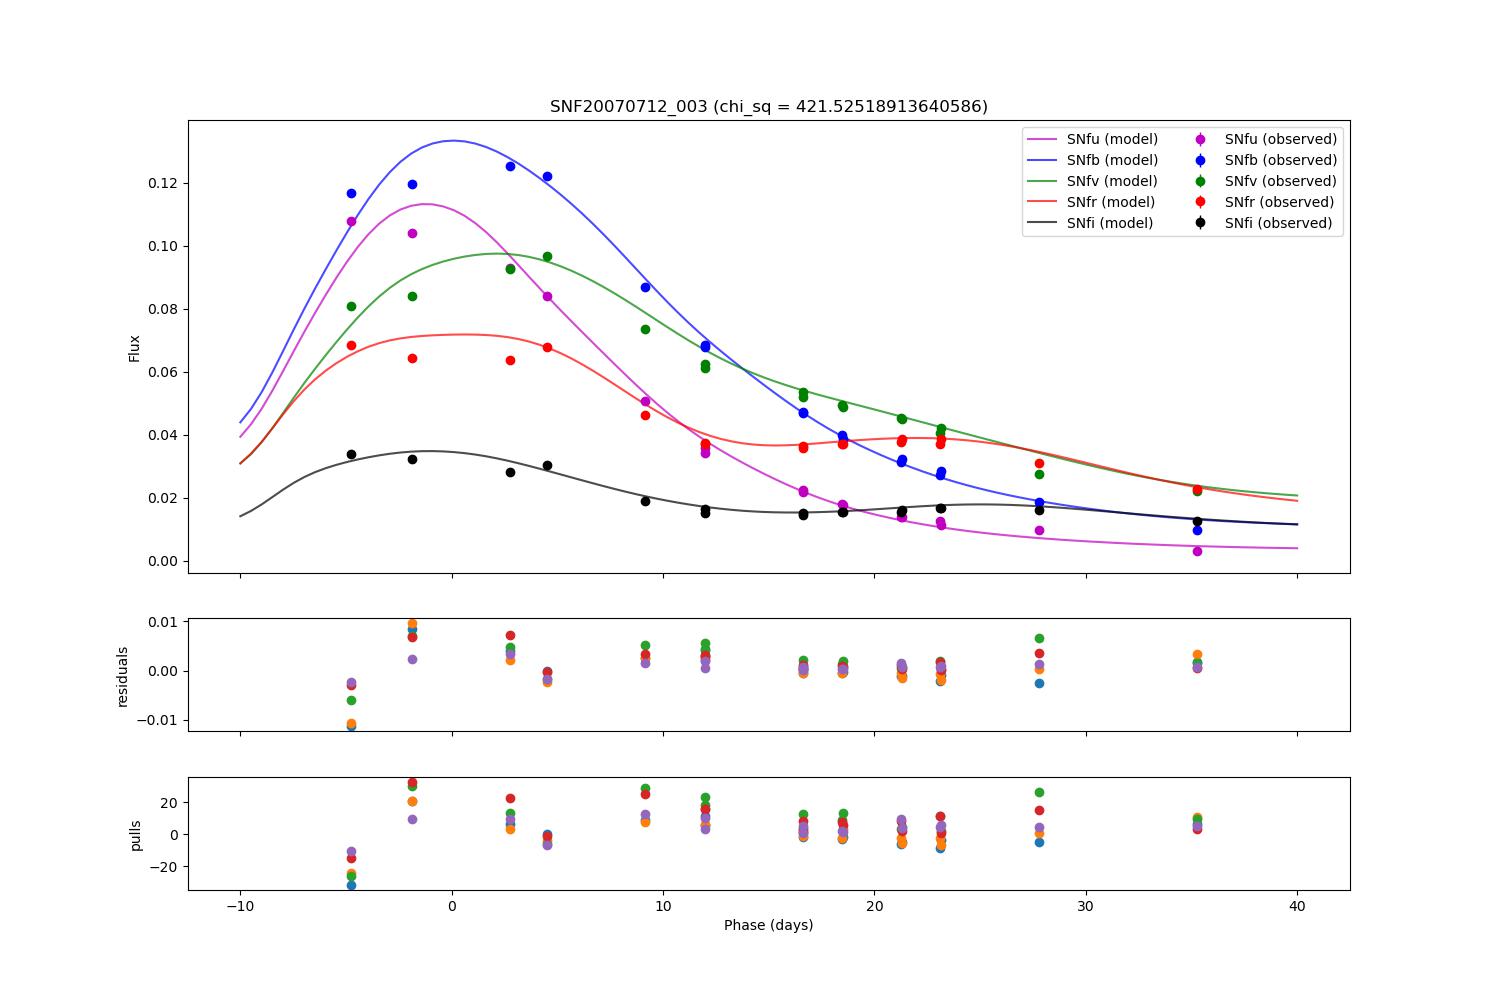 SNF20070712_003 (chi_sq = 421.52518913640586)
SNfu (model) SNfu (observed)
SNfb (model) SNfb (observed)
SNfv (model) SNfv (observed)
SNfr (model) SNfr (observed)
SNfi (model) SNfi (observed)
0.12
0.10
0.08
0.06
0.04
0.02
0.00
Flux
0.01
0.00
−0.01
residuals
20
0
−20
pulls
−10 0 10 20 30 40
Phase (days)